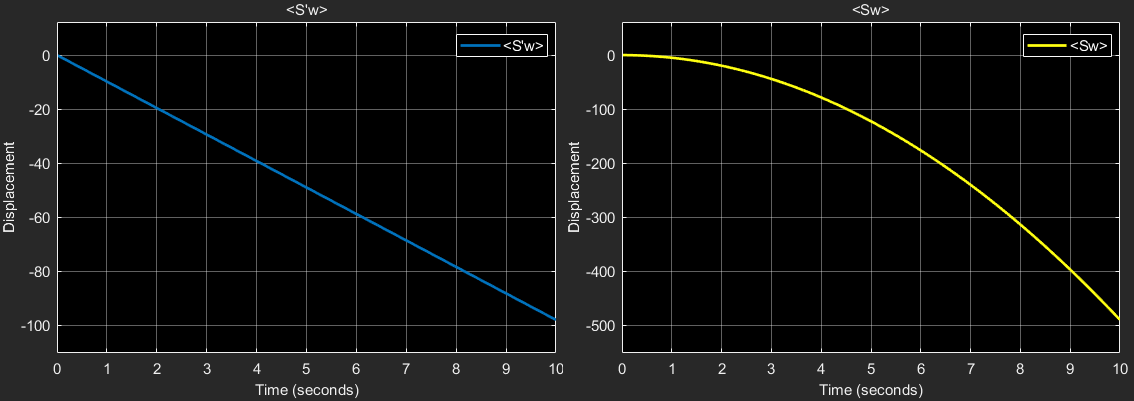 <S'w>
<S'w>
0
-20
-40
-60
-80
-100
Displacement
0 1 2 3 4 5 6 7 8 9 10
Time (seconds)
<Sw>
<Sw>
0
-100
-200
-300
-400
-500
Displacement
0 1 2 3 4 5 6 7 8 9 10
Time (seconds)